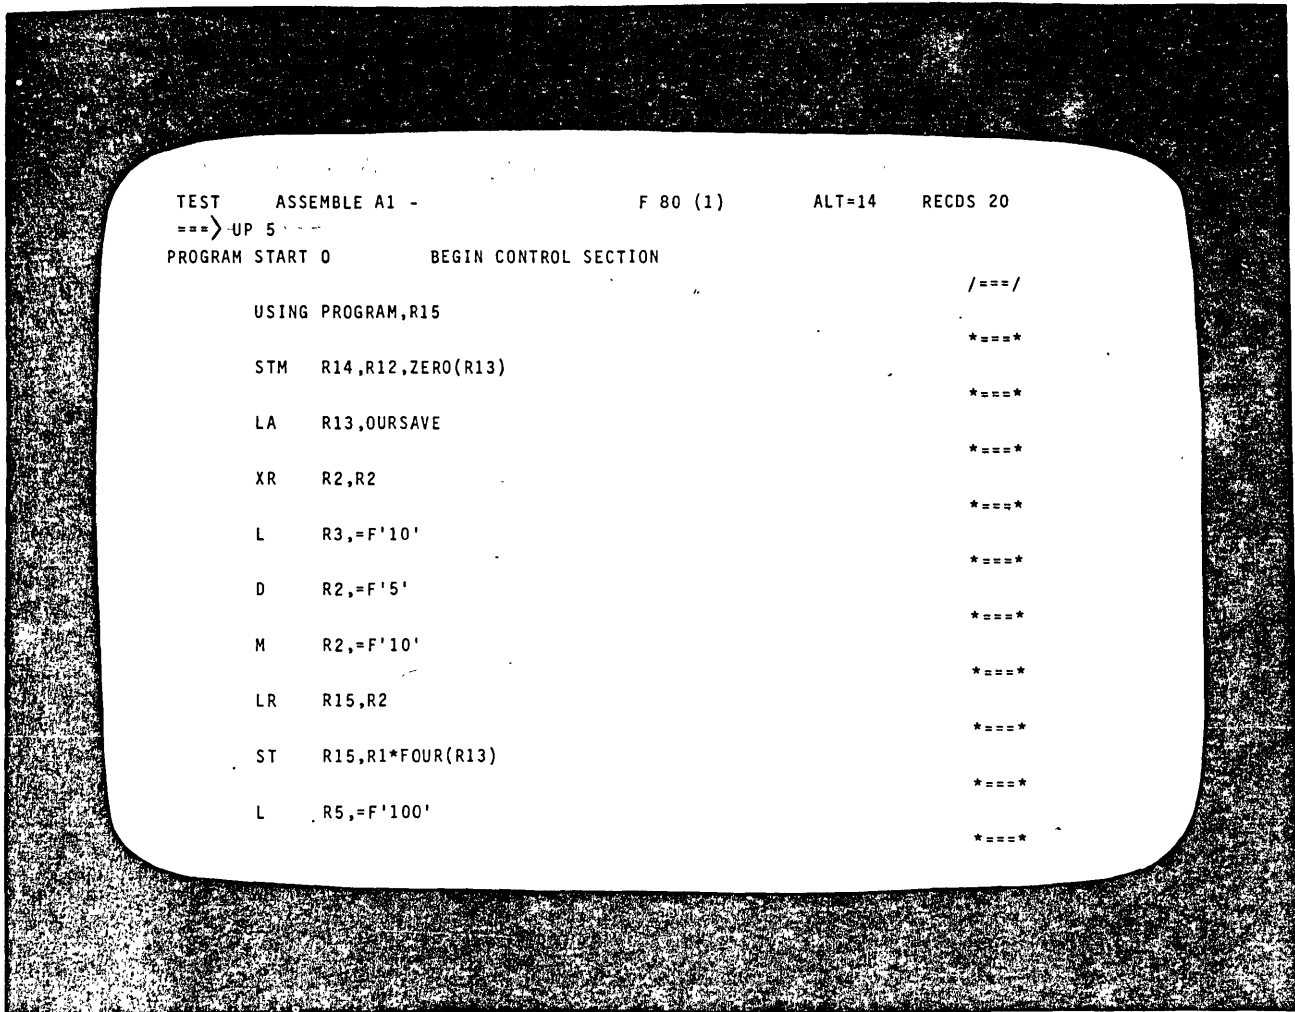 TEST ASSEMBLE A1 - F 80 (1) ALT=14 RECDS 20
===> UP 5
PROGRAM START 0 BEGIN CONTROL SECTION
/===/
USING PROGRAM,R15
*===*
STM R14,R12,ZERO(R13)
*===*
LA R13,OURSAVE
*===*
XR R2,R2
*===*
L R3,=F'10'
*===*
D R2,=F'5'
*===*
M R2,=F'10'
*===*
LR R15,R2
*===*
ST R15,R1*FOUR(R13)
*===*
L R5,=F'100'
*===*